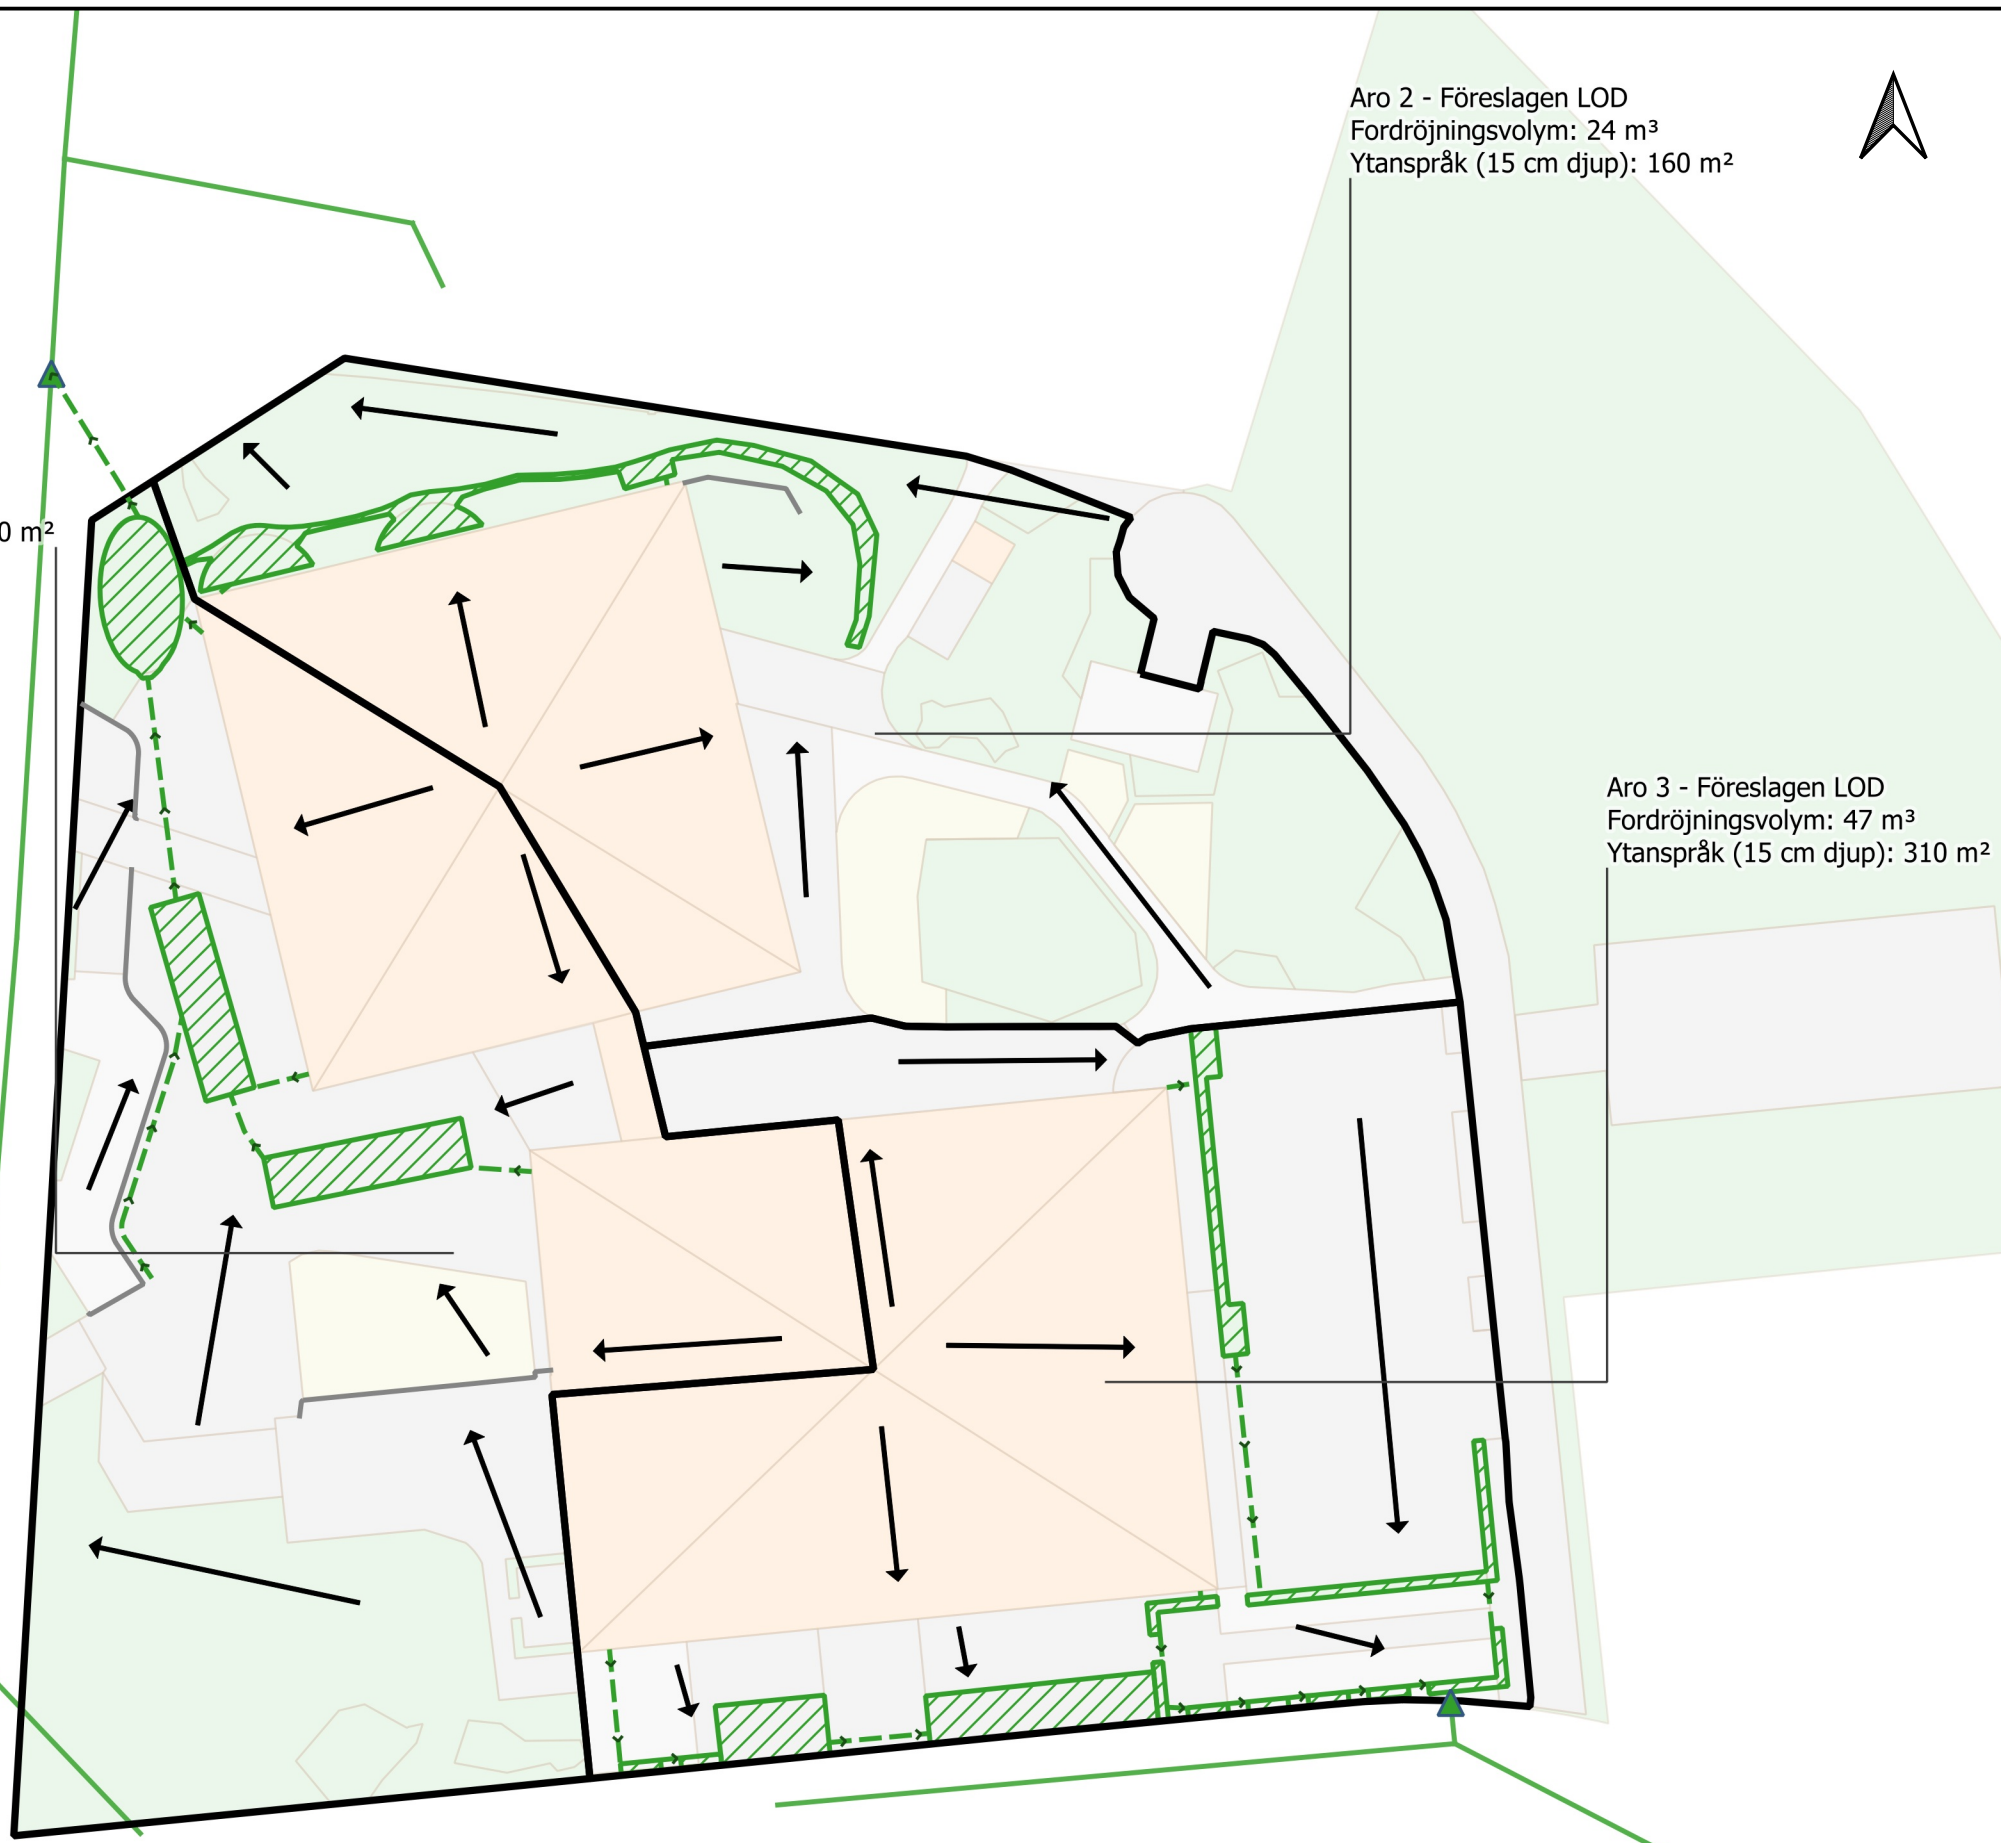 Aro 2 - Föreslagen LOD
Fordröjningsvolym: 24 m³
Ytanspråk (15 cm djup): 160 m²
0 m²
Aro 3 - Föreslagen LOD
Fordröjningsvolym: 47 m³
Ytanspråk (15 cm djup): 310 m²